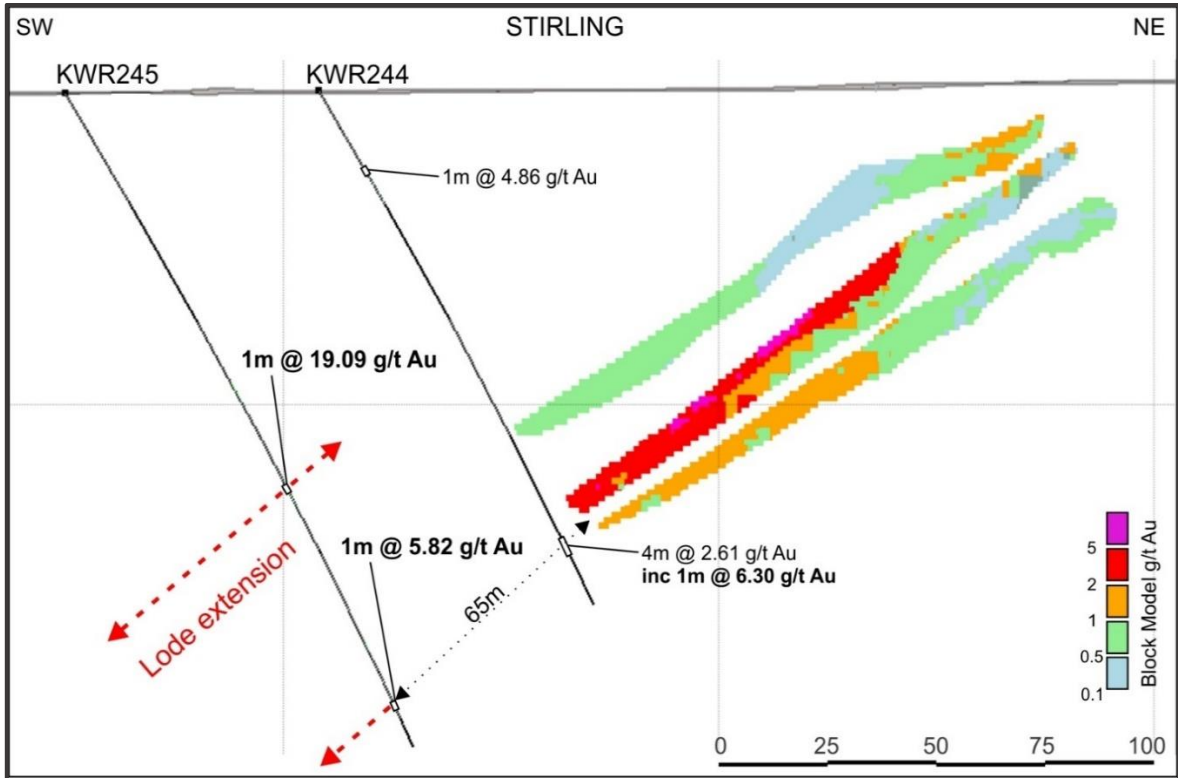 SW
STIRLING
NE
KWR245
KWR244
1m @ 4.86 g/t Au
1m @ 19.09 g/t Au
1m @ 5.82 g/t Au
4m @ 2.61 g/t Au
inc 1m @ 6.30 g/t Au
65m
Lode extension
5
2
1
0.5
0.1
Block Model g/t Au
0
25
50
75
100